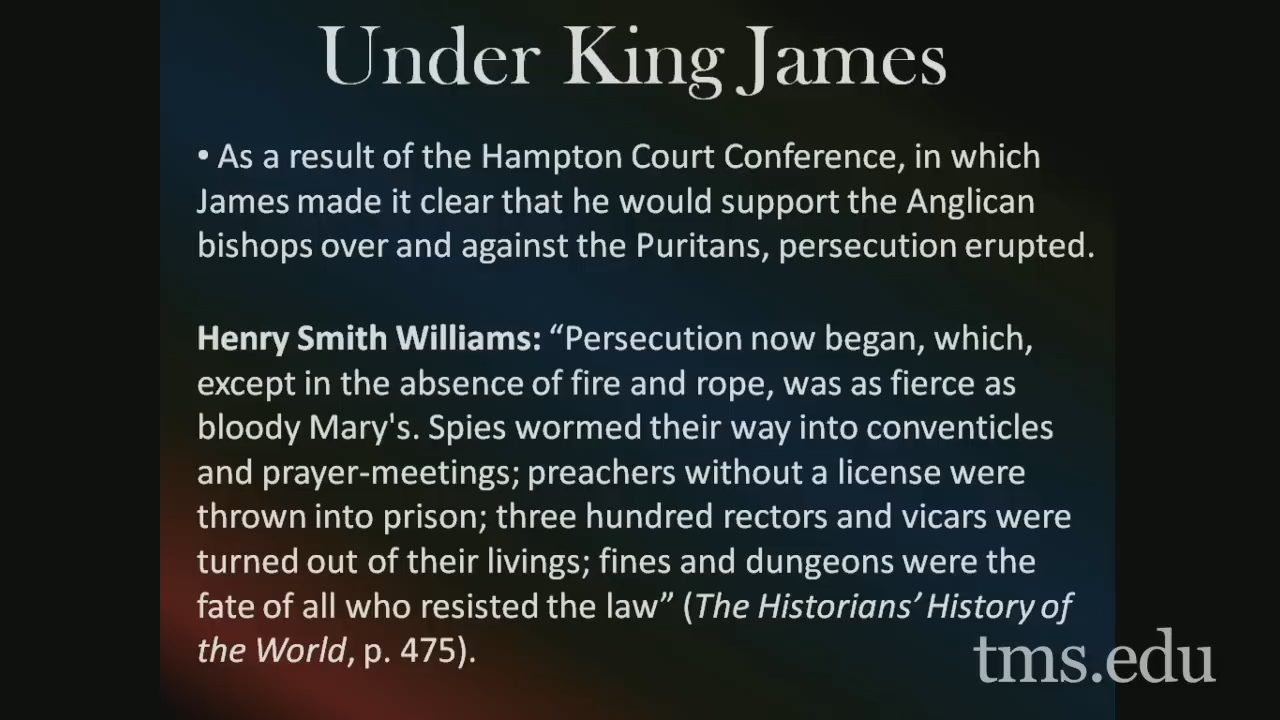 Under King James
• As a result of the Hampton Court Conference, in which
James made it clear that he would support the Anglican
bishops over and against the Puritans, persecution erupted.
Henry Smith Williams: “Persecution now began, which,
except in the absence of fire and rope, was as fierce as
bloody Mary's. Spies wormed their way into conventicles
and prayer-meetings; preachers without a license were
thrown into prison; three hundred rectors and vicars were
turned out of their livings; fines and dungeons were the
fate of all who resisted the law” (The Historians’ History of
the World, p. 475).
tms.edu